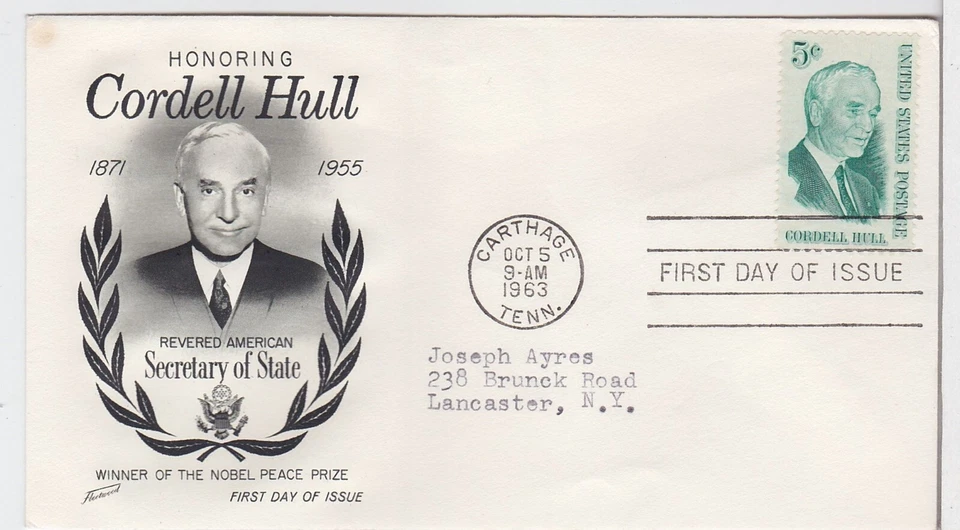 HONORING
Cordell Hull
1871 1955
REVERED AMERICAN
Secretary of State
WINNER OF THE NOBEL PEACE PRIZE
Fleetwood FIRST DAY OF ISSUE
CARTHAGE
OCT 5
9-AM
1963
TENN.
5¢
UNITED STATES POSTAGE
CORDELL HULL
FIRST DAY OF ISSUE
Joseph Ayres
238 Brunck Road
Lancaster, N.Y.